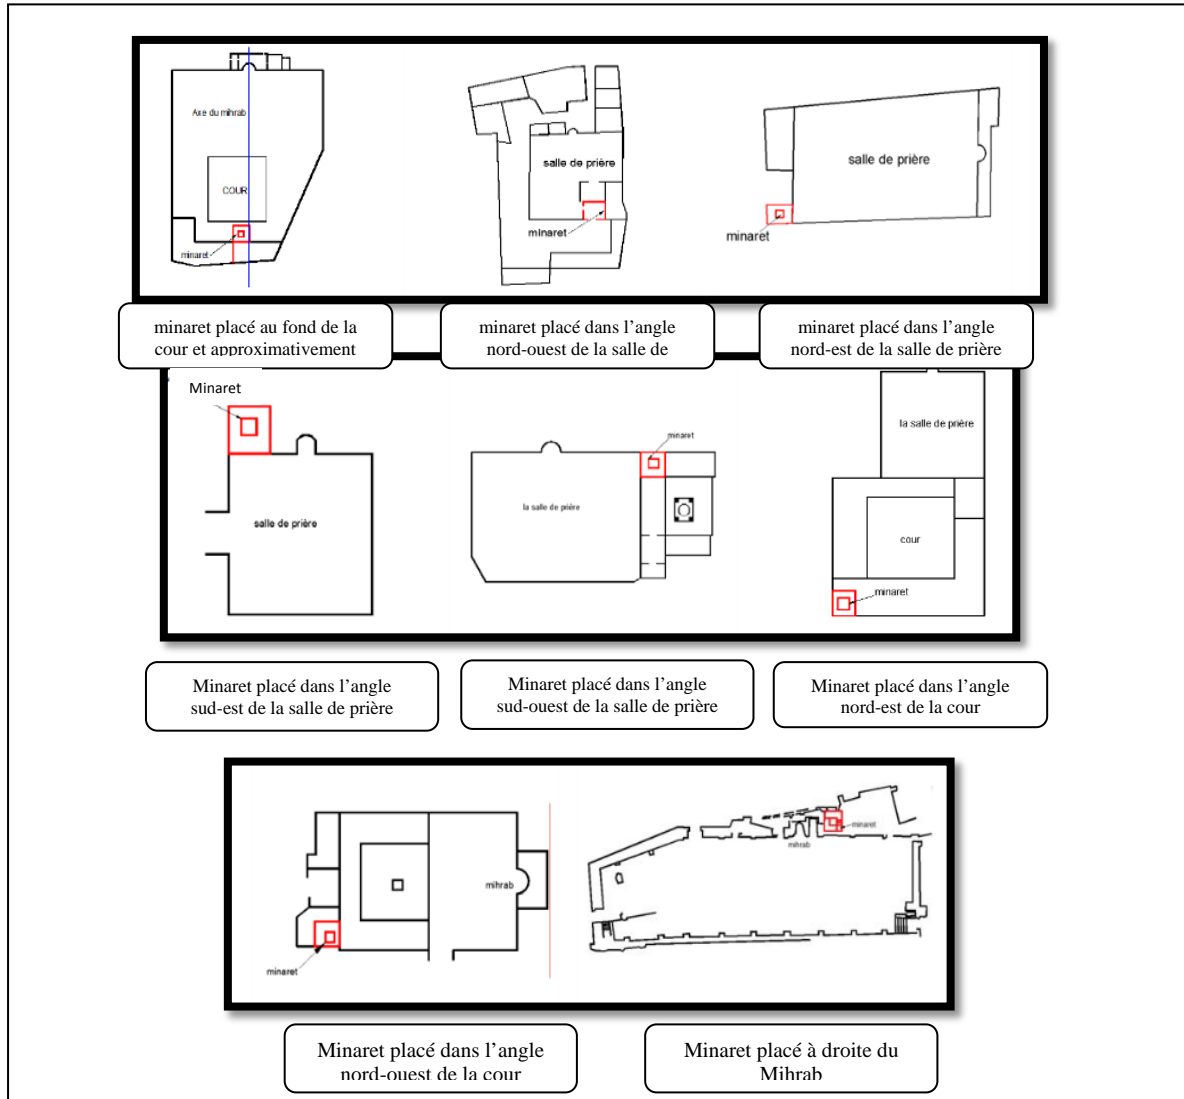 Axe du mihrab
COUR
minaret
salle de prière
minaret
salle de prière
minaret
minaret placé au fond de la
cour et approximativement
minaret placé dans l’angle
nord-ouest de la salle de
minaret placé dans l’angle
nord-est de la salle de prière
Minaret
salle de prière
minaret
la salle de prière
la salle de prière
cour
minaret
Minaret placé dans l’angle
sud-est de la salle de prière
Minaret placé dans l’angle
sud-ouest de la salle de prière
Minaret placé dans l’angle
nord-est de la cour
mihrab
minaret
minaret
mihrab
Minaret placé dans l’angle
nord-ouest de la cour
Minaret placé à droite du
Mihrab